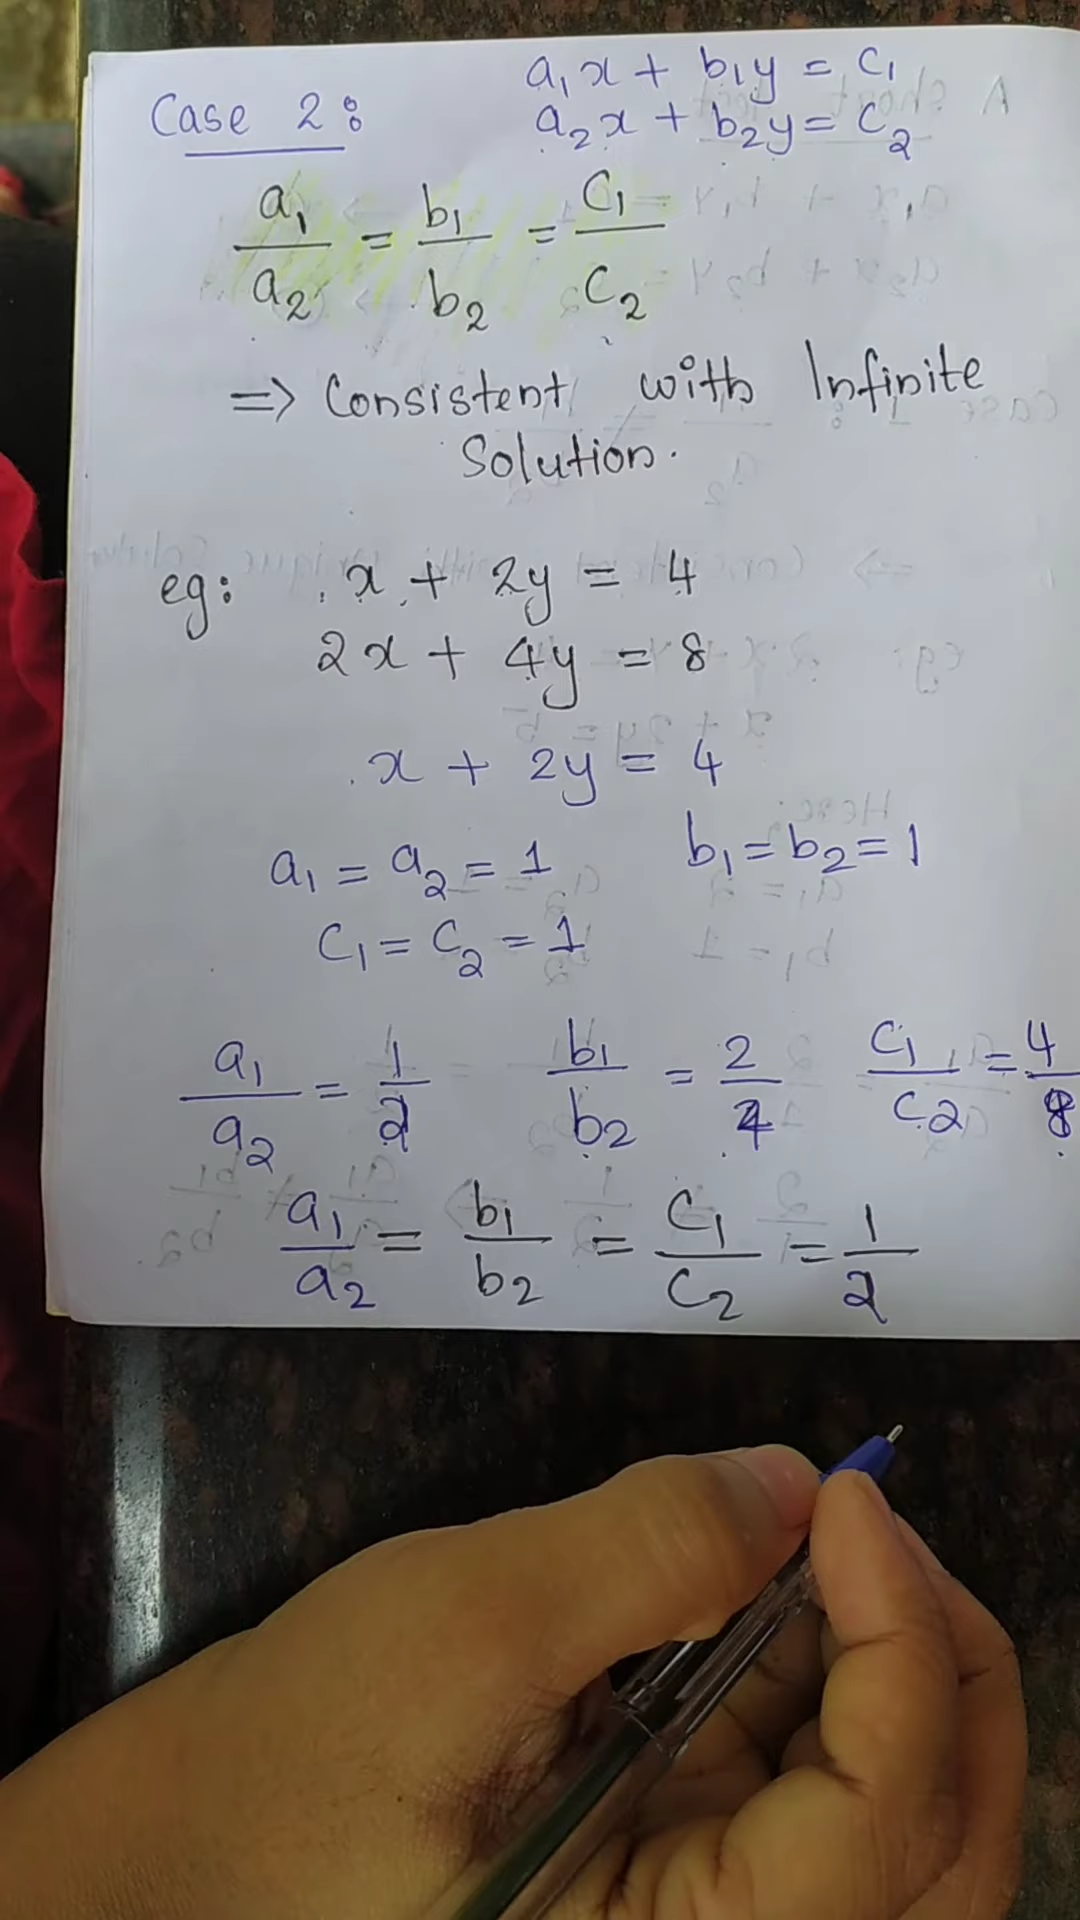 Case 2:
a₁x + b₁y = c₁
a₂x + b₂y = c₂
a₁/a₂ = b₁/b₂ = c₁/c₂
=> Consistent with Infinite
Solution.
eg: x + 2y = 4
2x + 4y = 8
x + 2y = 4
a₁ = a₂ = 1 b₁ = b₂ = 1
c₁ = c₂ = 1
a₁/a₂ = 1/2 b₁/b₂ = 2/4 c₁/c₂ = 4/8
a₁/a₂ = b₁/b₂ = c₁/c₂ = 1/2